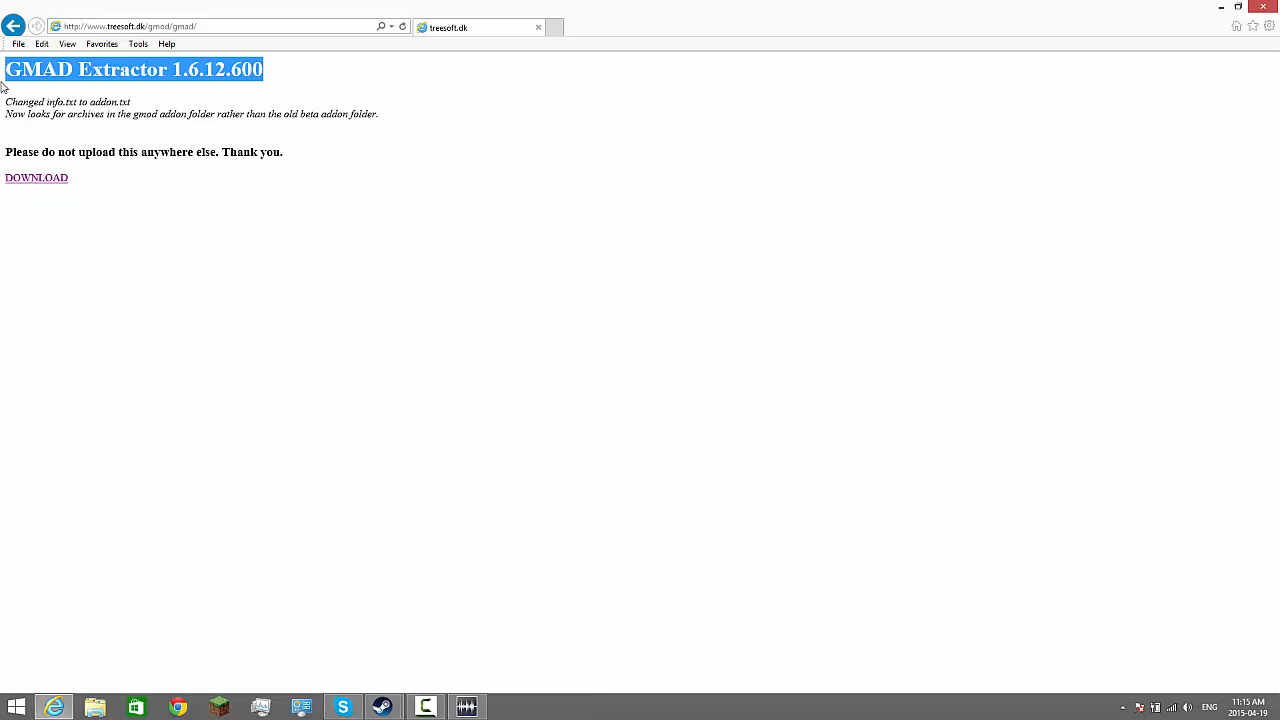 http://www.treesoft.dk/gmod/gmad/
treesoft.dk
File Edit View Favorites Tools Help
GMAD Extractor 1.6.12.600
Changed info.txt to addon.txt
Now looks for archives in the gmod addon folder rather than the old beta addon folder.
Please do not upload this anywhere else. Thank you.
DOWNLOAD
ENG
11:15 AM
2015-04-19